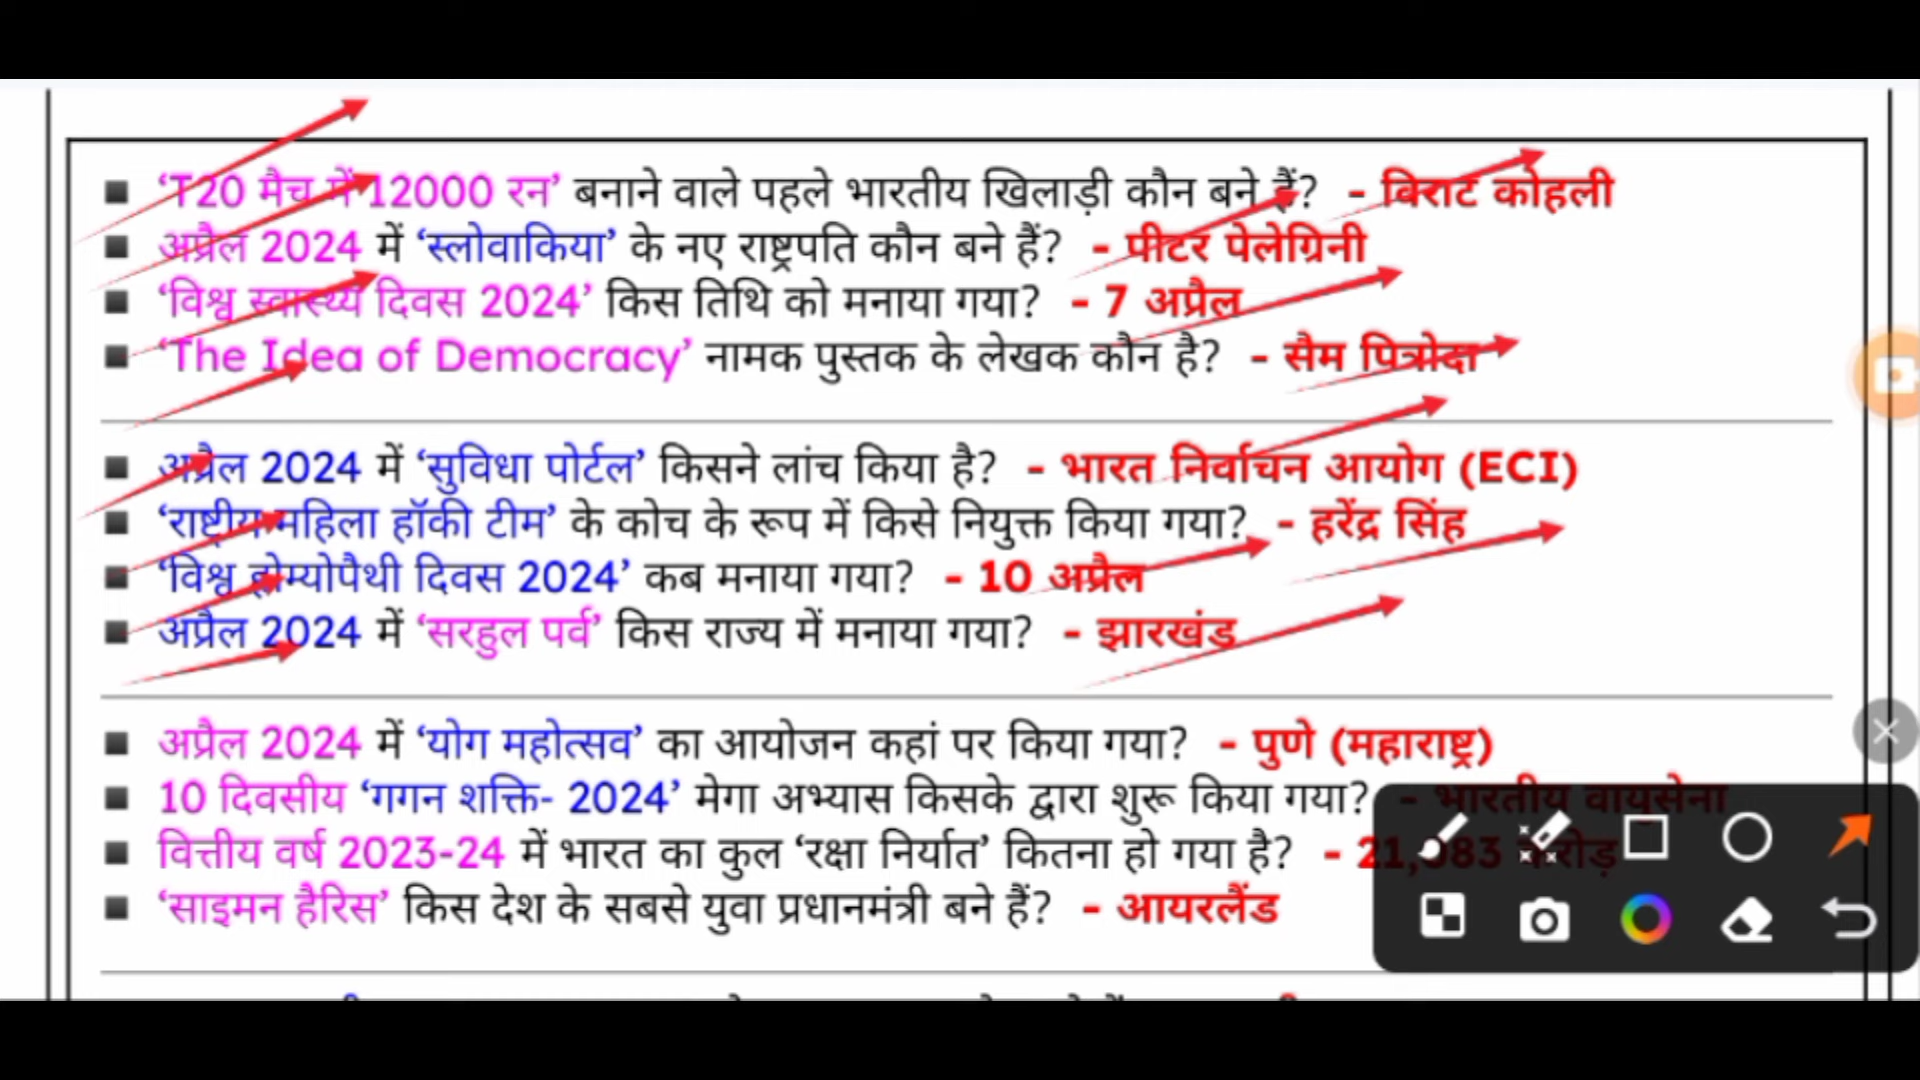 ‘T20 मैच में 12000 रन’ बनाने वाले पहले भारतीय खिलाड़ी कौन बने हैं? - विराट कोहली
अप्रैल 2024 में ‘स्लोवाकिया’ के नए राष्ट्रपति कौन बने हैं? - पीटर पेलेग्रिनी
‘विश्व स्वास्थ्य दिवस 2024’ किस तिथि को मनाया गया? - 7 अप्रैल
‘The Idea of Democracy’ नामक पुस्तक के लेखक कौन है? - सैम पित्रोदा
अप्रैल 2024 में ‘सुविधा पोर्टल’ किसने लांच किया है? - भारत निर्वाचन आयोग (ECI)
‘राष्ट्रीय महिला हॉकी टीम’ के कोच के रूप में किसे नियुक्त किया गया? - हरेंद्र सिंह
‘विश्व होम्योपैथी दिवस 2024’ कब मनाया गया? - 10 अप्रैल
अप्रैल 2024 में ‘सरहुल पर्व’ किस राज्य में मनाया गया? - झारखंड
अप्रैल 2024 में ‘योग महोत्सव’ का आयोजन कहां पर किया गया? - पुणे (महाराष्ट्र)
10 दिवसीय ‘गगन शक्ति- 2024’ मेगा अभ्यास किसके द्वारा शुरू किया गया? - भारतीय वायुसेना
वित्तीय वर्ष 2023-24 में भारत का कुल ‘रक्षा निर्यात’ कितना हो गया है? - 21,083 करोड़
‘साइमन हैरिस’ किस देश के सबसे युवा प्रधानमंत्री बने हैं? - आयरलैंड